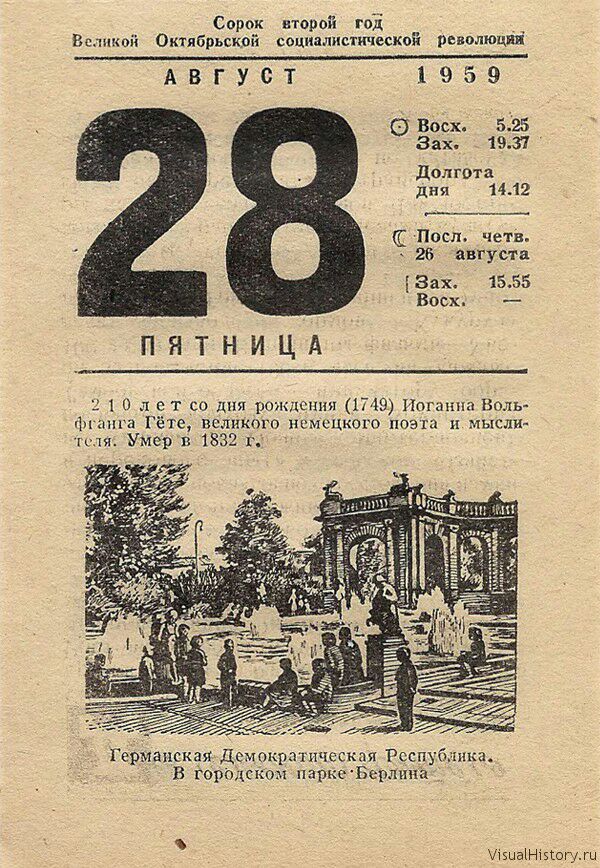 Сорок второй год
Великой Октябрьской социалистической революции
АВГУСТ 1959
28
Восх. 5.25
Зах. 19.37
Долгота
дня 14.12
Посл. четв.
26 августа
Зах. 15.55
Восх. —
ПЯТНИЦА
210 лет со дня рождения (1749) Иоганна Воль-
фганга Гёте, великого немецкого поэта и мысли-
теля. Умер в 1832 г.
Германская Демократическая Республика.
В городском парке Берлина
VisualHistory.ru